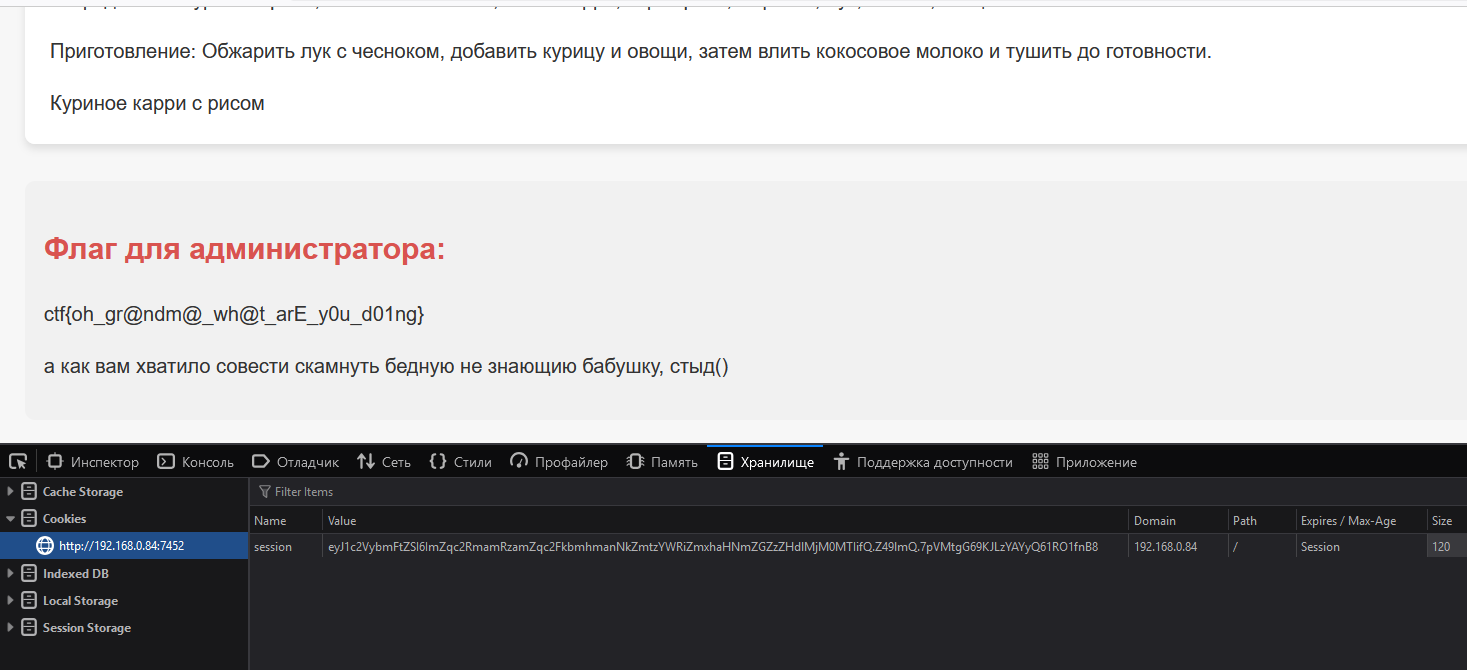 Приготовление: Обжарить лук с чесноком, добавить курицу и овощи, затем влить кокосовое молоко и тушить до готовности.
Куриное карри с рисом
Флаг для администратора:
ctf{oh_gr@ndm@_wh@t_arE_y0u_d01ng}
а как вам хватило совести скамнуть бедную не знающию бабушку, стыд()
Инспектор Консоль Отладчик Сеть Стили Профайлер Память Хранилище Поддержка доступности Приложение
Cache Storage
Cookies
http://192.168.0.84:7452
Indexed DB
Local Storage
Session Storage
Filter Items
Name Value Domain Path Expires / Max-Age Size
session 192.168.0.84 / Session 120